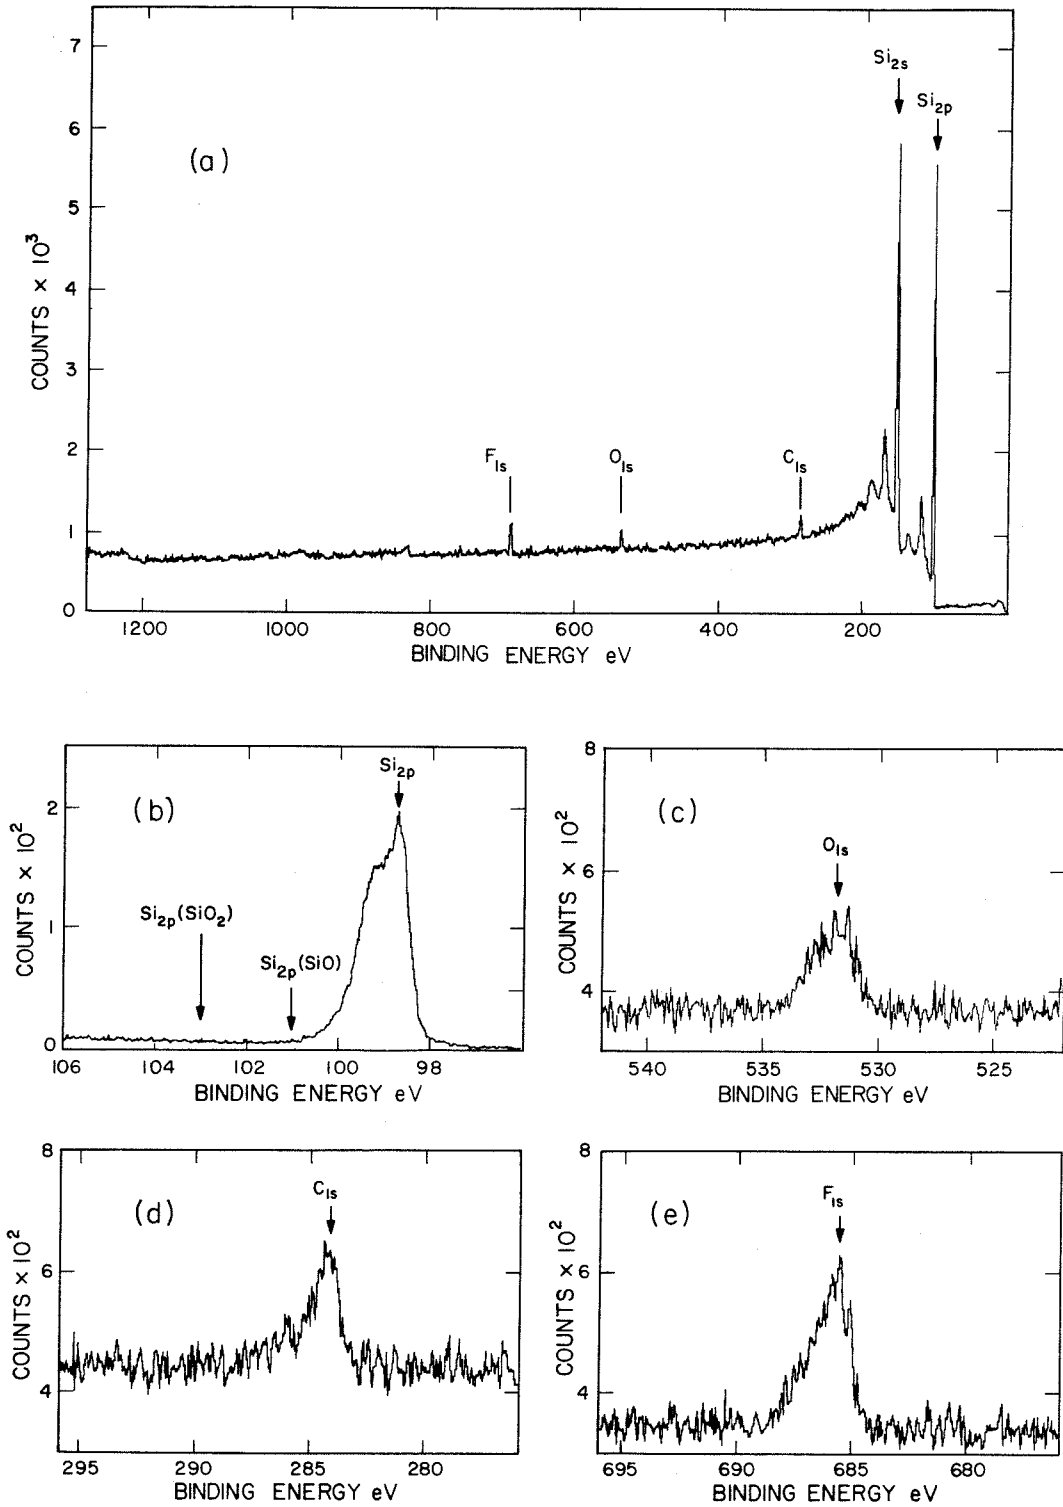 (a)
Si2s
Si2p
F1s
O1s
C1s
7
6
5
4
3
2
1
0
COUNTS × 10³
1200 1000 800 600 400 200
BINDING ENERGY eV
(b)
Si2p
Si2p(SiO2)
Si2p(SiO)
2
1
0
COUNTS × 10²
106 104 102 100 98
BINDING ENERGY eV
(c)
O1s
8
6
4
COUNTS × 10²
540 535 530 525
BINDING ENERGY eV
(d)
C1s
8
6
4
COUNTS × 10²
295 290 284 280
BINDING ENERGY eV
(e)
F1s
8
6
4
COUNTS × 10²
695 690 685 680
BINDING ENERGY eV